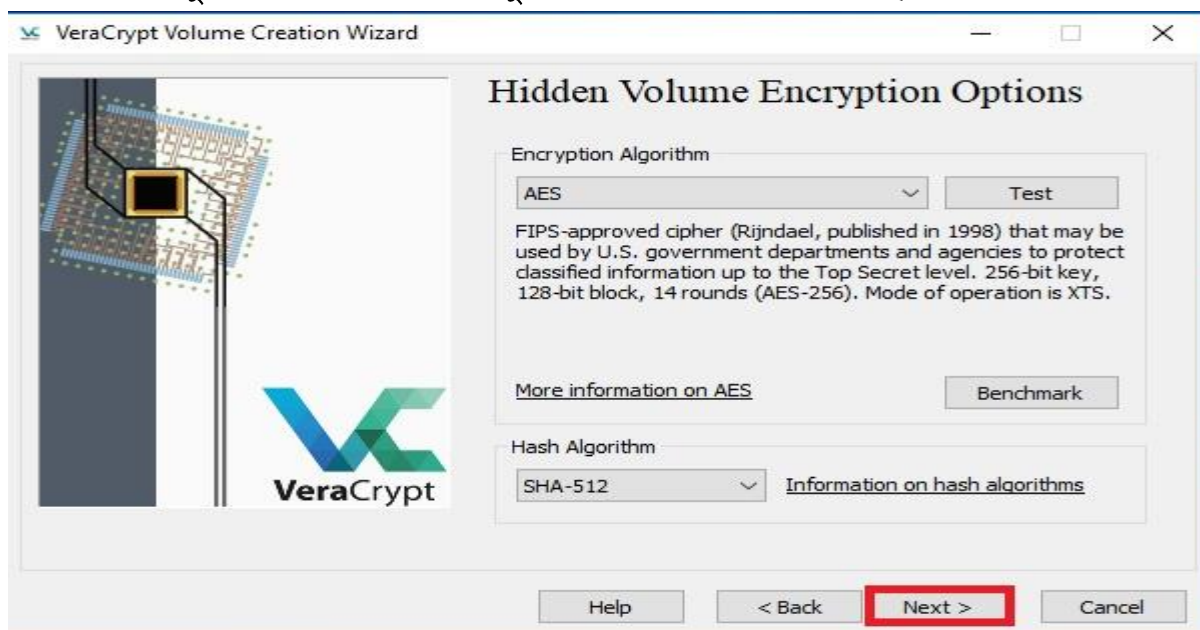 VeraCrypt Volume Creation Wizard
Hidden Volume Encryption Options
Encryption Algorithm
AES
Test
FIPS-approved cipher (Rijndael, published in 1998) that may be
used by U.S. government departments and agencies to protect
classified information up to the Top Secret level. 256-bit key,
128-bit block, 14 rounds (AES-256). Mode of operation is XTS.
More information on AES
Benchmark
Hash Algorithm
SHA-512
Information on hash algorithms
VeraCrypt
Help
< Back
Next >
Cancel